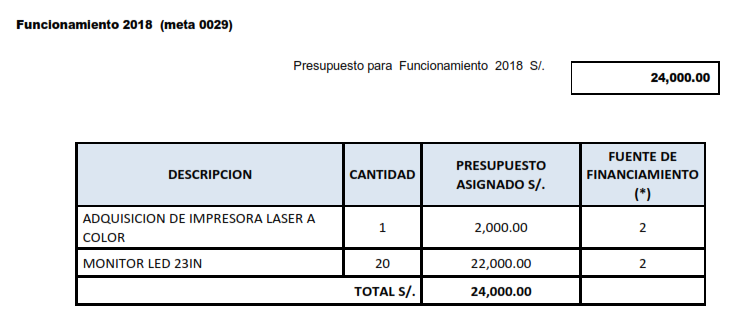 Funcionamiento 2018 (meta 0029)
Presupuesto para Funcionamiento 2018 S/.
24,000.00
DESCRIPCION CANTIDAD PRESUPUESTO ASIGNADO S/. FUENTE DE FINANCIAMIENTO (*)
ADQUISICION DE IMPRESORA LASER A COLOR 1 2,000.00 2
MONITOR LED 23IN 20 22,000.00 2
TOTAL S/. 24,000.00